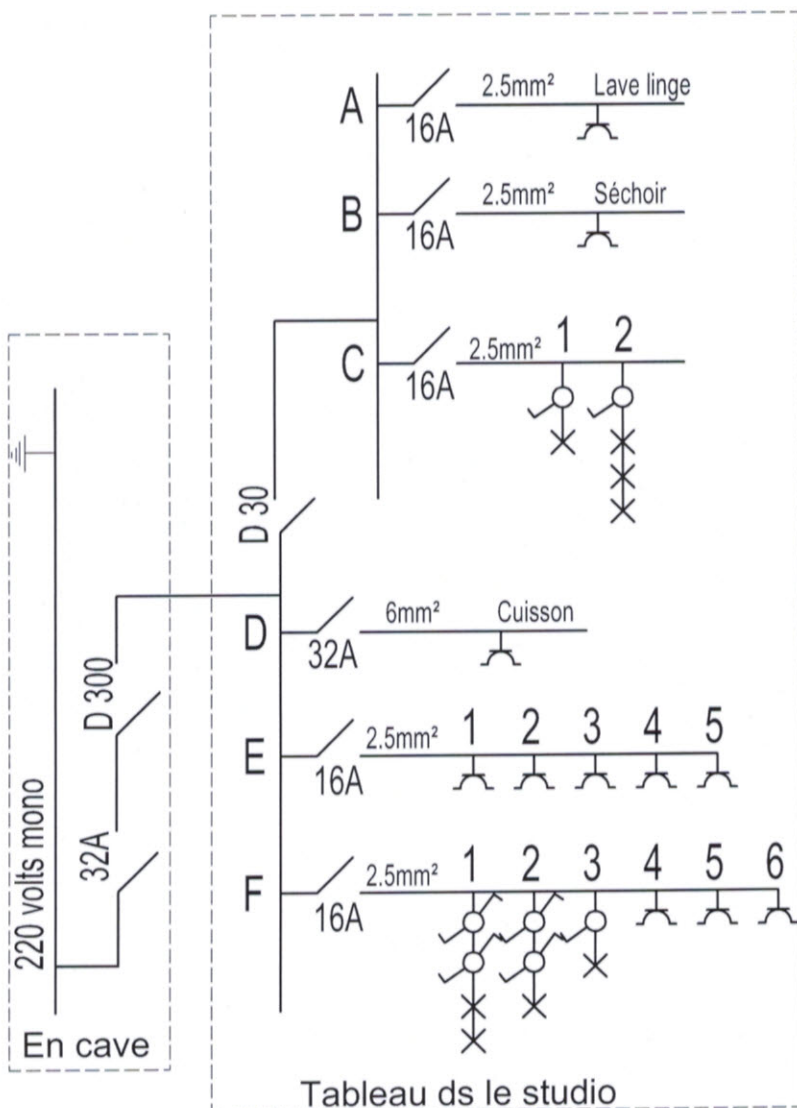 A 16A 2.5mm² Lave linge
B 16A 2.5mm² Séchoir
C 16A 2.5mm² 1 2
D 30
D 32A 6mm² Cuisson
E 16A 2.5mm² 1 2 3 4 5
F 16A 2.5mm² 1 2 3 4 5 6
D 300
32A
220 volts mono
En cave
Tableau ds le studio